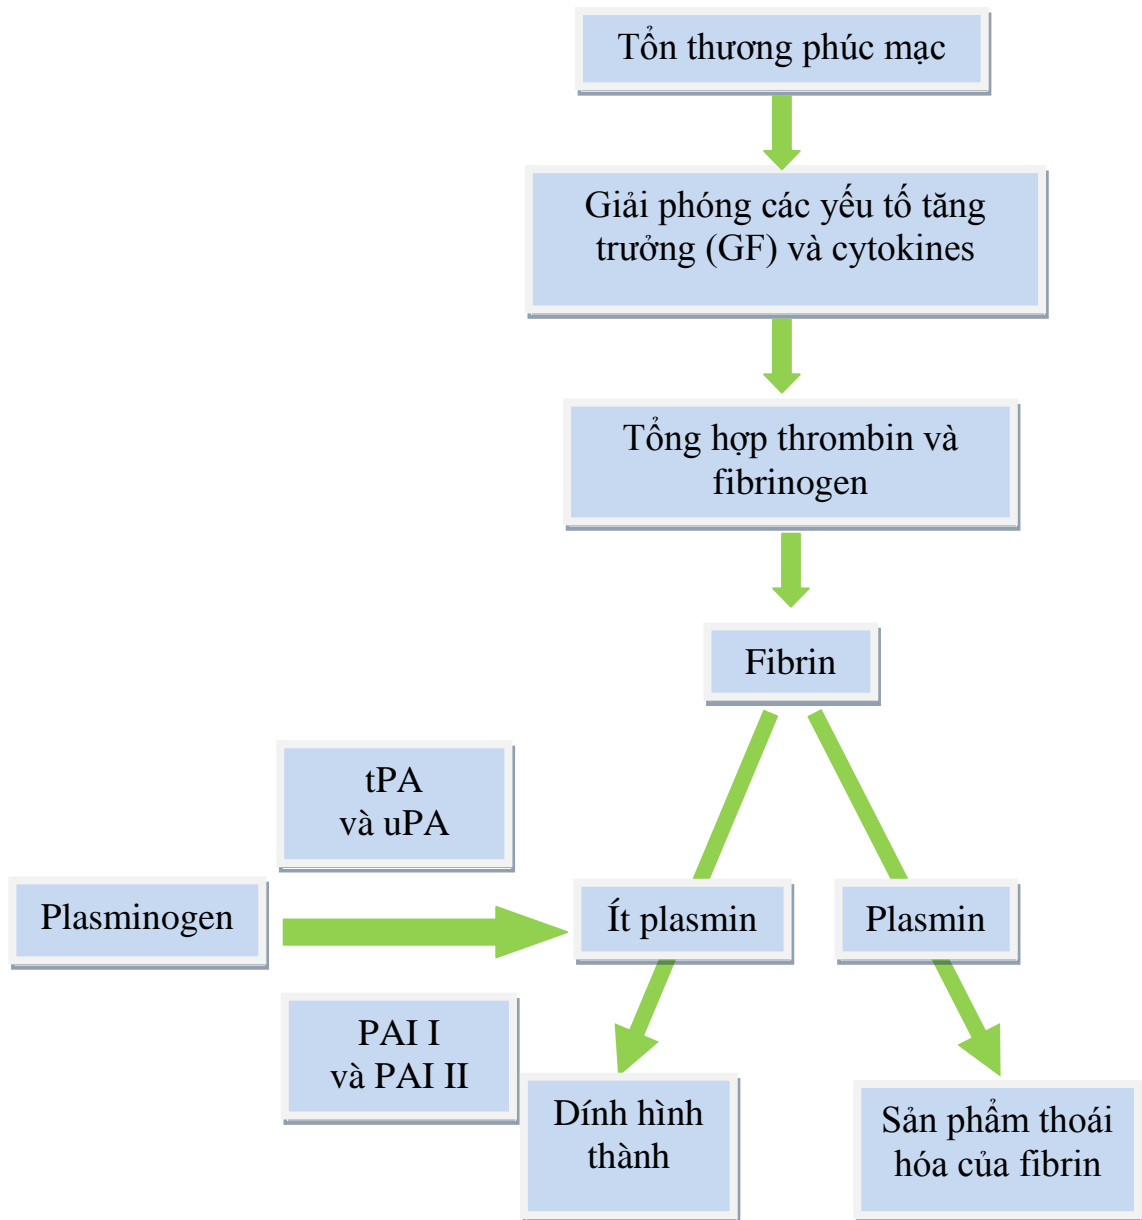 Tổn thương phúc mạc
Giải phóng các yếu tố tăng
trưởng (GF) và cytokines
Tổng hợp thrombin và
fibrinogen
Fibrin
tPA
và uPA
Plasminogen
Ít plasmin
Plasmin
PAI I
và PAI II
Dính hình
thành
Sản phẩm thoái
hóa của fibrin